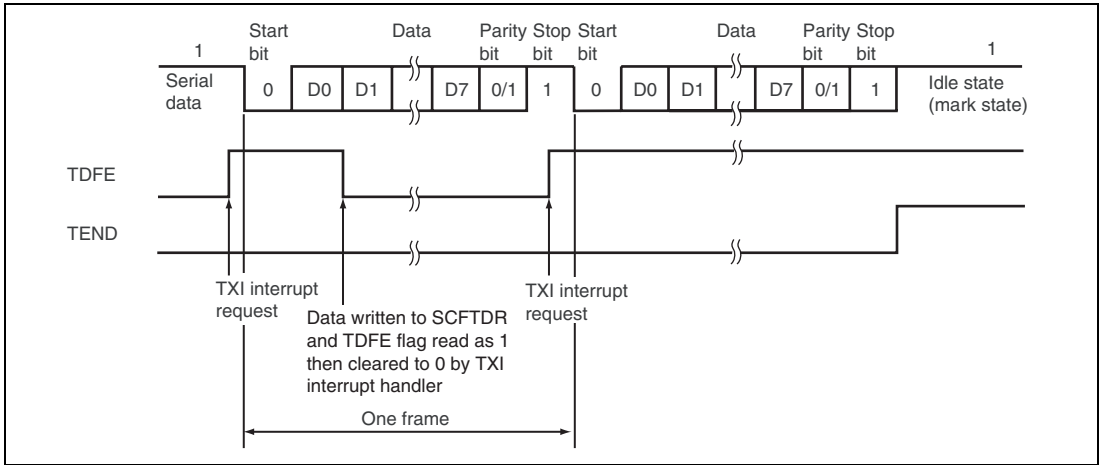 Start bit
Data
Parity bit
Stop bit
Start bit
Data
Parity bit
Stop bit
1
1
Serial data
0
D0
D1
D7
0/1
1
0
D0
D1
D7
0/1
1
Idle state
(mark state)
TDFE
TEND
TXI interrupt
request
Data written to SCFTDR
and TDFE flag read as 1
then cleared to 0 by TXI
interrupt handler
TXI interrupt
request
One frame